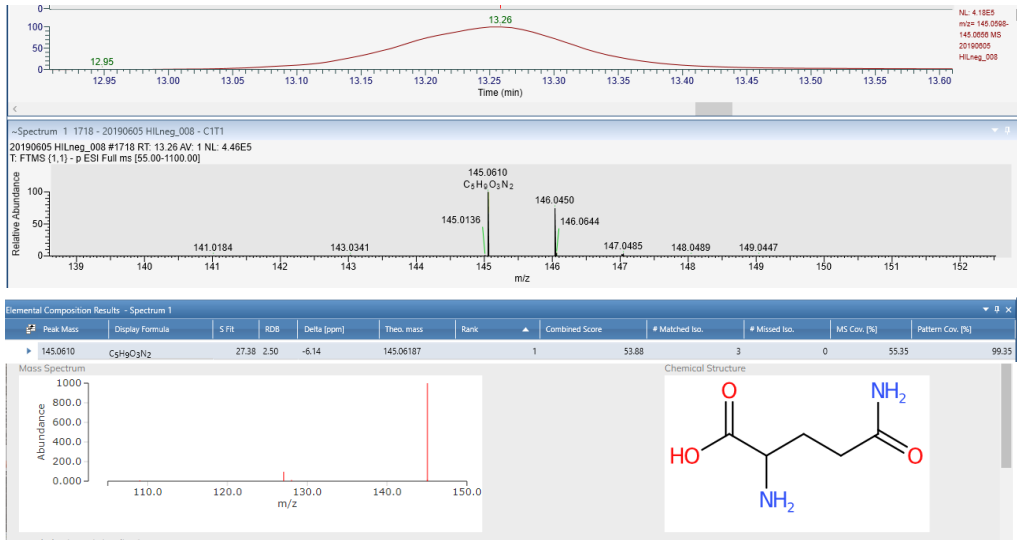 0
100
50
0
12.95
13.26
12.95 13.00 13.05 13.10 13.15 13.20 13.25 13.30 13.35 13.40 13.45 13.50 13.55 13.60
Time (min)
NL: 4.18E5
m/z= 145.0598-
145.0656 MS
20190605
HILneg_008
<
~Spectrum 1 1718 - 20190605 HILneg_008 - C1T1
20190605 HILneg_008 #1718 RT: 13.26 AV: 1 NL: 4.46E5
T: FTMS {1,1} - p ESI Full ms [55.00-1100.00]
Relative Abundance
100
50
0
145.0610
C₅H₉O₃N₂
146.0450
145.0136
146.0644
141.0184
143.0341
147.0485
148.0489
149.0447
139 140 141 142 143 144 145 146 147 148 149 150 151 152
m/z
Elemental Composition Results - Spectrum 1
Peak Mass Display Formula S Fit RDB Delta [ppm] Theo. mass Rank Combined Score # Matched Iso. # Missed Iso. MS Cov. [%] Pattern Cov. [%]
145.0610 C₅H₉O₃N₂ 27.38 2.50 -6.14 145.06187 1 53.88 3 0 55.35 99.35
Mass Spectrum
Abundance
1000
800.0
600.0
400.0
200.0
0.000
110.0 120.0 130.0 140.0 150.0
m/z
Chemical Structure
O
NH₂
HO
O
NH₂